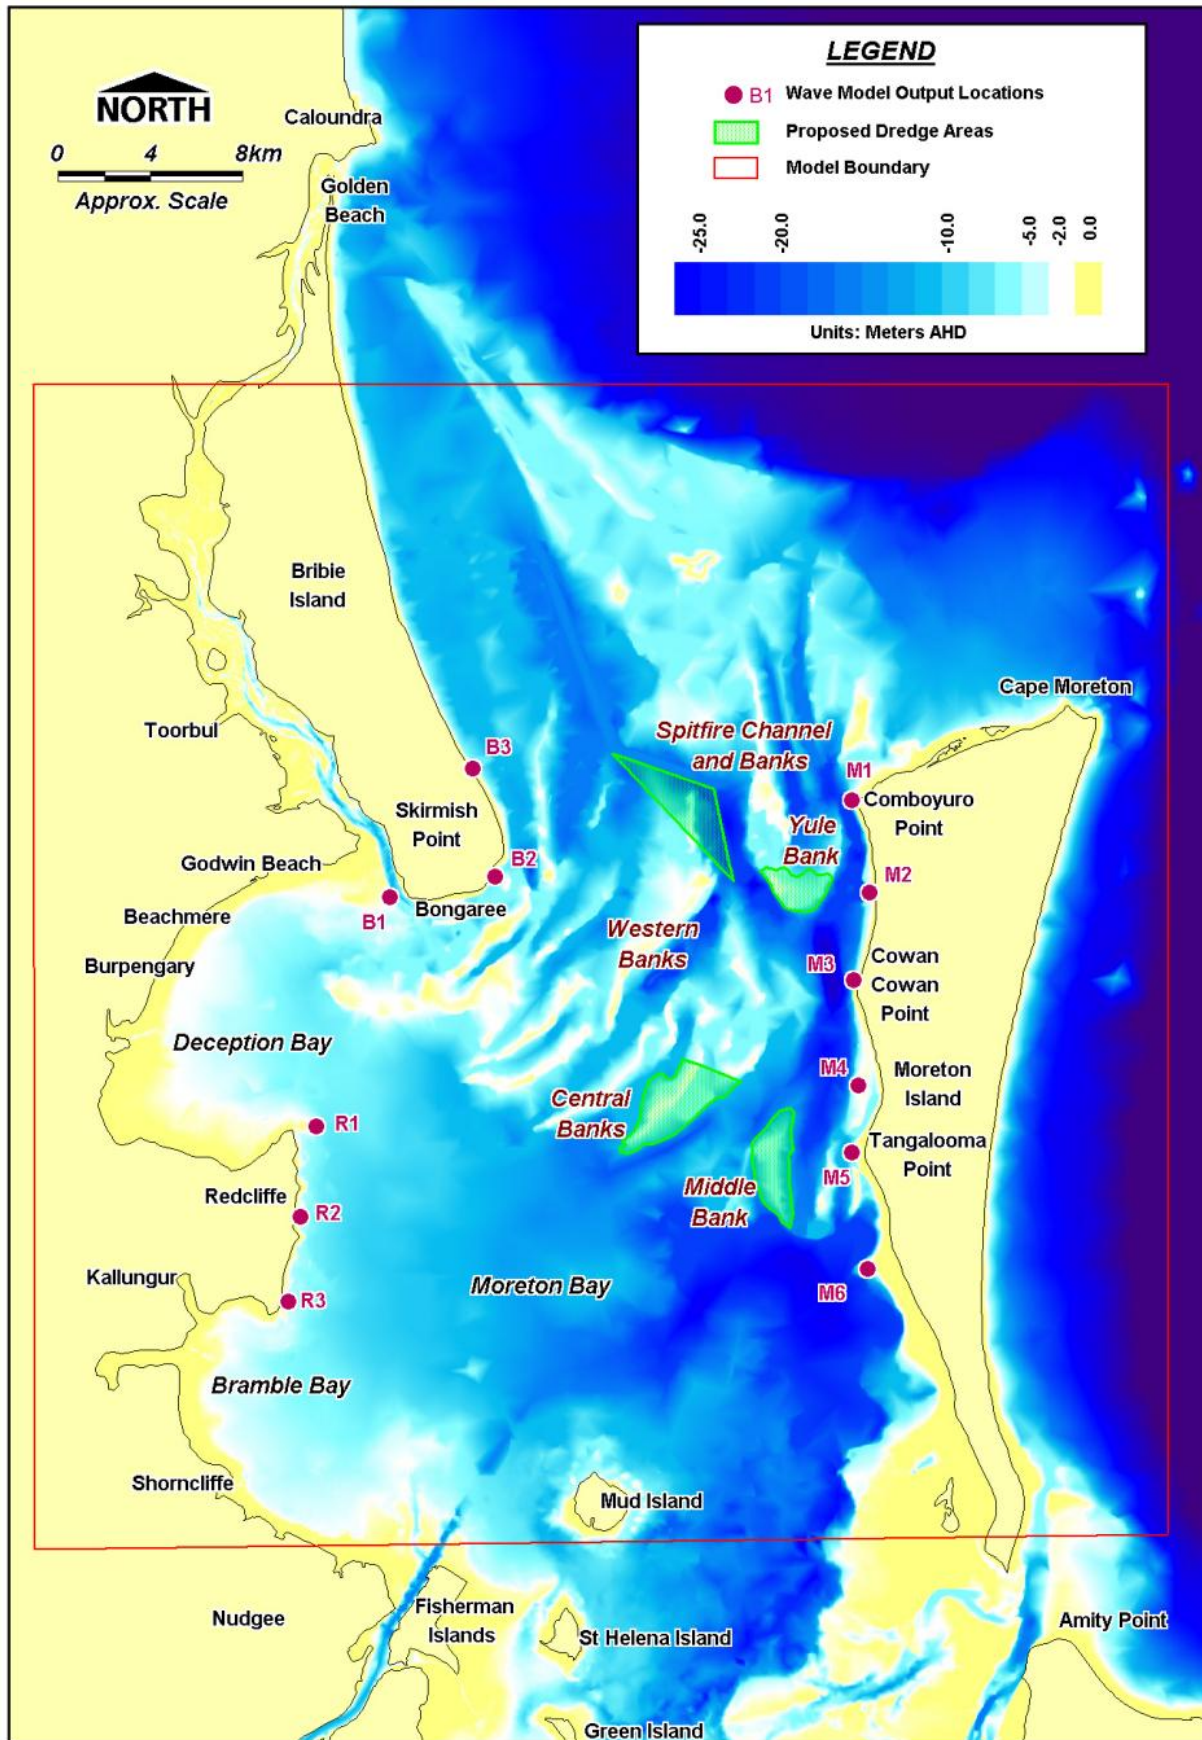 LEGEND
B1 Wave Model Output Locations
Proposed Dredge Areas
Model Boundary
-25.0 -20.0 -10.0 -5.0 -2.0 0.0
Units: Meters AHD
NORTH
0 4 8km
Approx. Scale
Caloundra
Golden
Beach
Bribie
Island
Cape Moreton
Toorbul
Spitfire Channel
and Banks
B3
M1
Skirmish
Point
Comboyuro
Point
Yule
Bank
Godwin Beach
B2
M2
B1
Bongaree
Beachmere
Western
Banks
Burpengary
M3
Cowan
Cowan
Point
Deception Bay
M4
Moreton
Island
Central
Banks
R1
Tangalooma
Point
M5
Middle
Bank
Redcliffe
R2
Kallungur
Moreton Bay
M6
R3
Bramble Bay
Shorncliffe
Mud Island
Nudgee
Fisherman
Islands
St Helena Island
Amity Point
Green Island